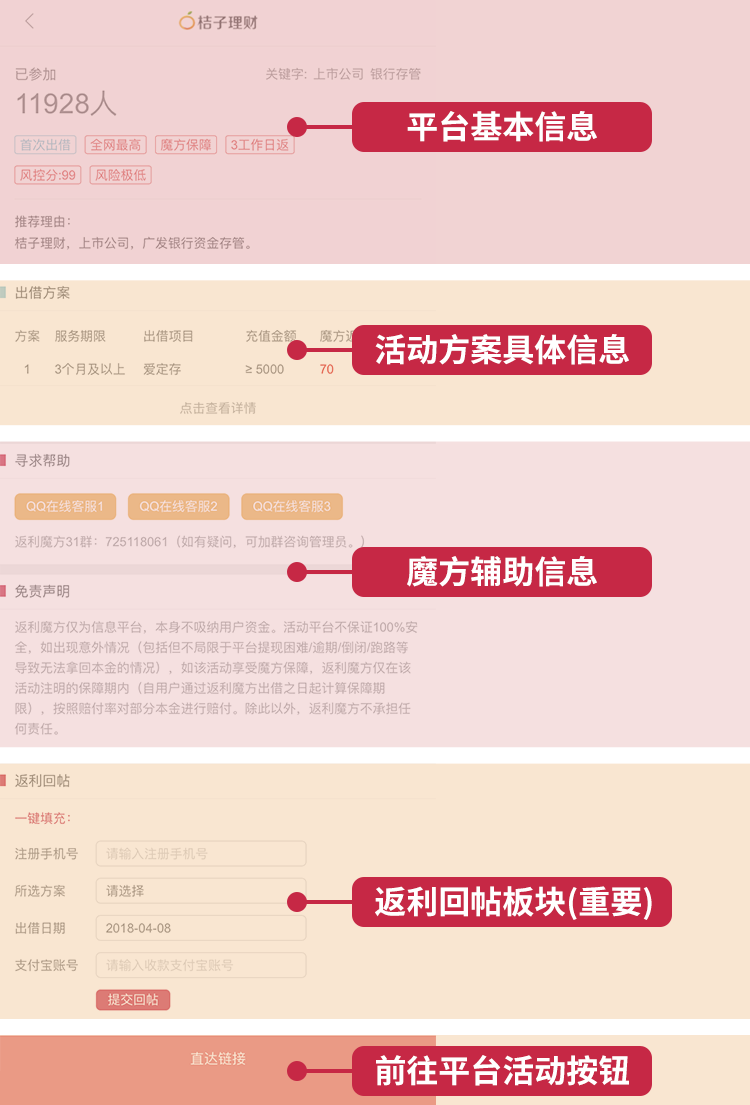 桔子理财
已参加
关键字: 上市公司 银行存管
11928人
平台基本信息
首次出借 全网最高 魔方保障 3工作日返
风控分:99 风险极低
推荐理由:
桔子理财，上市公司，广发银行资金存管。
出借方案
方案 服务期限 出借项目 充值金额 魔方返
活动方案具体信息
1 3个月及以上 爱定存 ≥ 5000 70
点击查看详情
寻求帮助
QQ在线客服1 QQ在线客服2 QQ在线客服3
返利魔方31群：725118061（如有疑问，可加群咨询管理员。）
魔方辅助信息
免责声明
返利魔方仅为信息平台，本身不吸纳用户资金。活动平台不保证100%安
全，如出现意外情况（包括但不局限于平台提现困难/逾期/倒闭/跑路等
导致无法拿回本金的情况），如该活动享受魔方保障，返利魔方仅在该
活动注明的保障期内（自用户通过返利魔方出借之日起计算保障期
限），按照赔付率对部分本金进行赔付。除此以外，返利魔方不承担任
何责任。
返利回帖
一键填充：
注册手机号 请输入注册手机号
所选方案 请选择
返利回帖板块(重要)
出借日期 2018-04-08
支付宝账号 请输入收款支付宝账号
提交回帖
直达链接
前往平台活动按钮